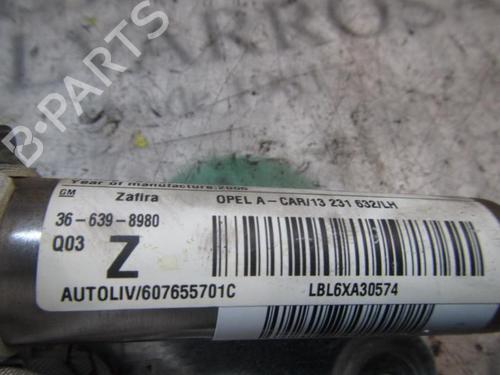 Year of manufacture:2006
GM Zafira OPEL A-CAR/13 231 632/LH
36-639-8980
Q03 Z
AUTOLIV/607655701C LBL6XA30574